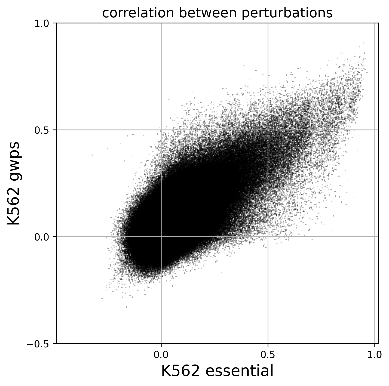 correlation between perturbations
1.0
0.5
0.0
−0.5
K562 gwps
0.0
0.5
1.0
K562 essential